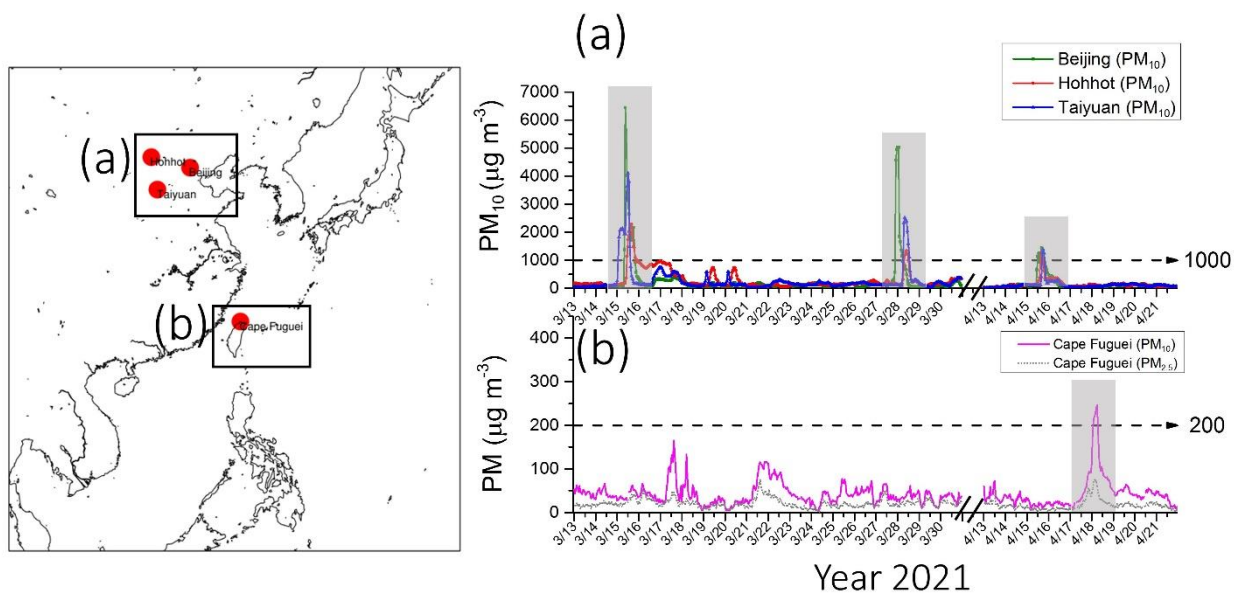 (a)
Hohhot
Beijing
Taiyuan
(b)
Cape Fuguei
(a)
Beijing (PM₁₀)
Hohhot (PM₁₀)
Taiyuan (PM₁₀)
PM₁₀ (μg m⁻³)
7000
6000
5000
4000
3000
2000
1000
0
1000
3/13 3/14 3/15 3/16 3/17 3/18 3/19 3/20 3/21 3/22 3/23 3/24 3/25 3/26 3/27 3/28 3/29 3/30 4/13 4/14 4/15 4/16 4/17 4/18 4/19 4/20 4/21
(b)
Cape Fuguei (PM₁₀)
Cape Fuguei (PM₂.₅)
PM (μg m⁻³)
400
300
200
100
0
200
3/13 3/14 3/15 3/16 3/17 3/18 3/19 3/20 3/21 3/22 3/23 3/24 3/25 3/26 3/27 3/28 3/29 3/30 4/13 4/14 4/15 4/16 4/17 4/18 4/19 4/20 4/21
Year 2021